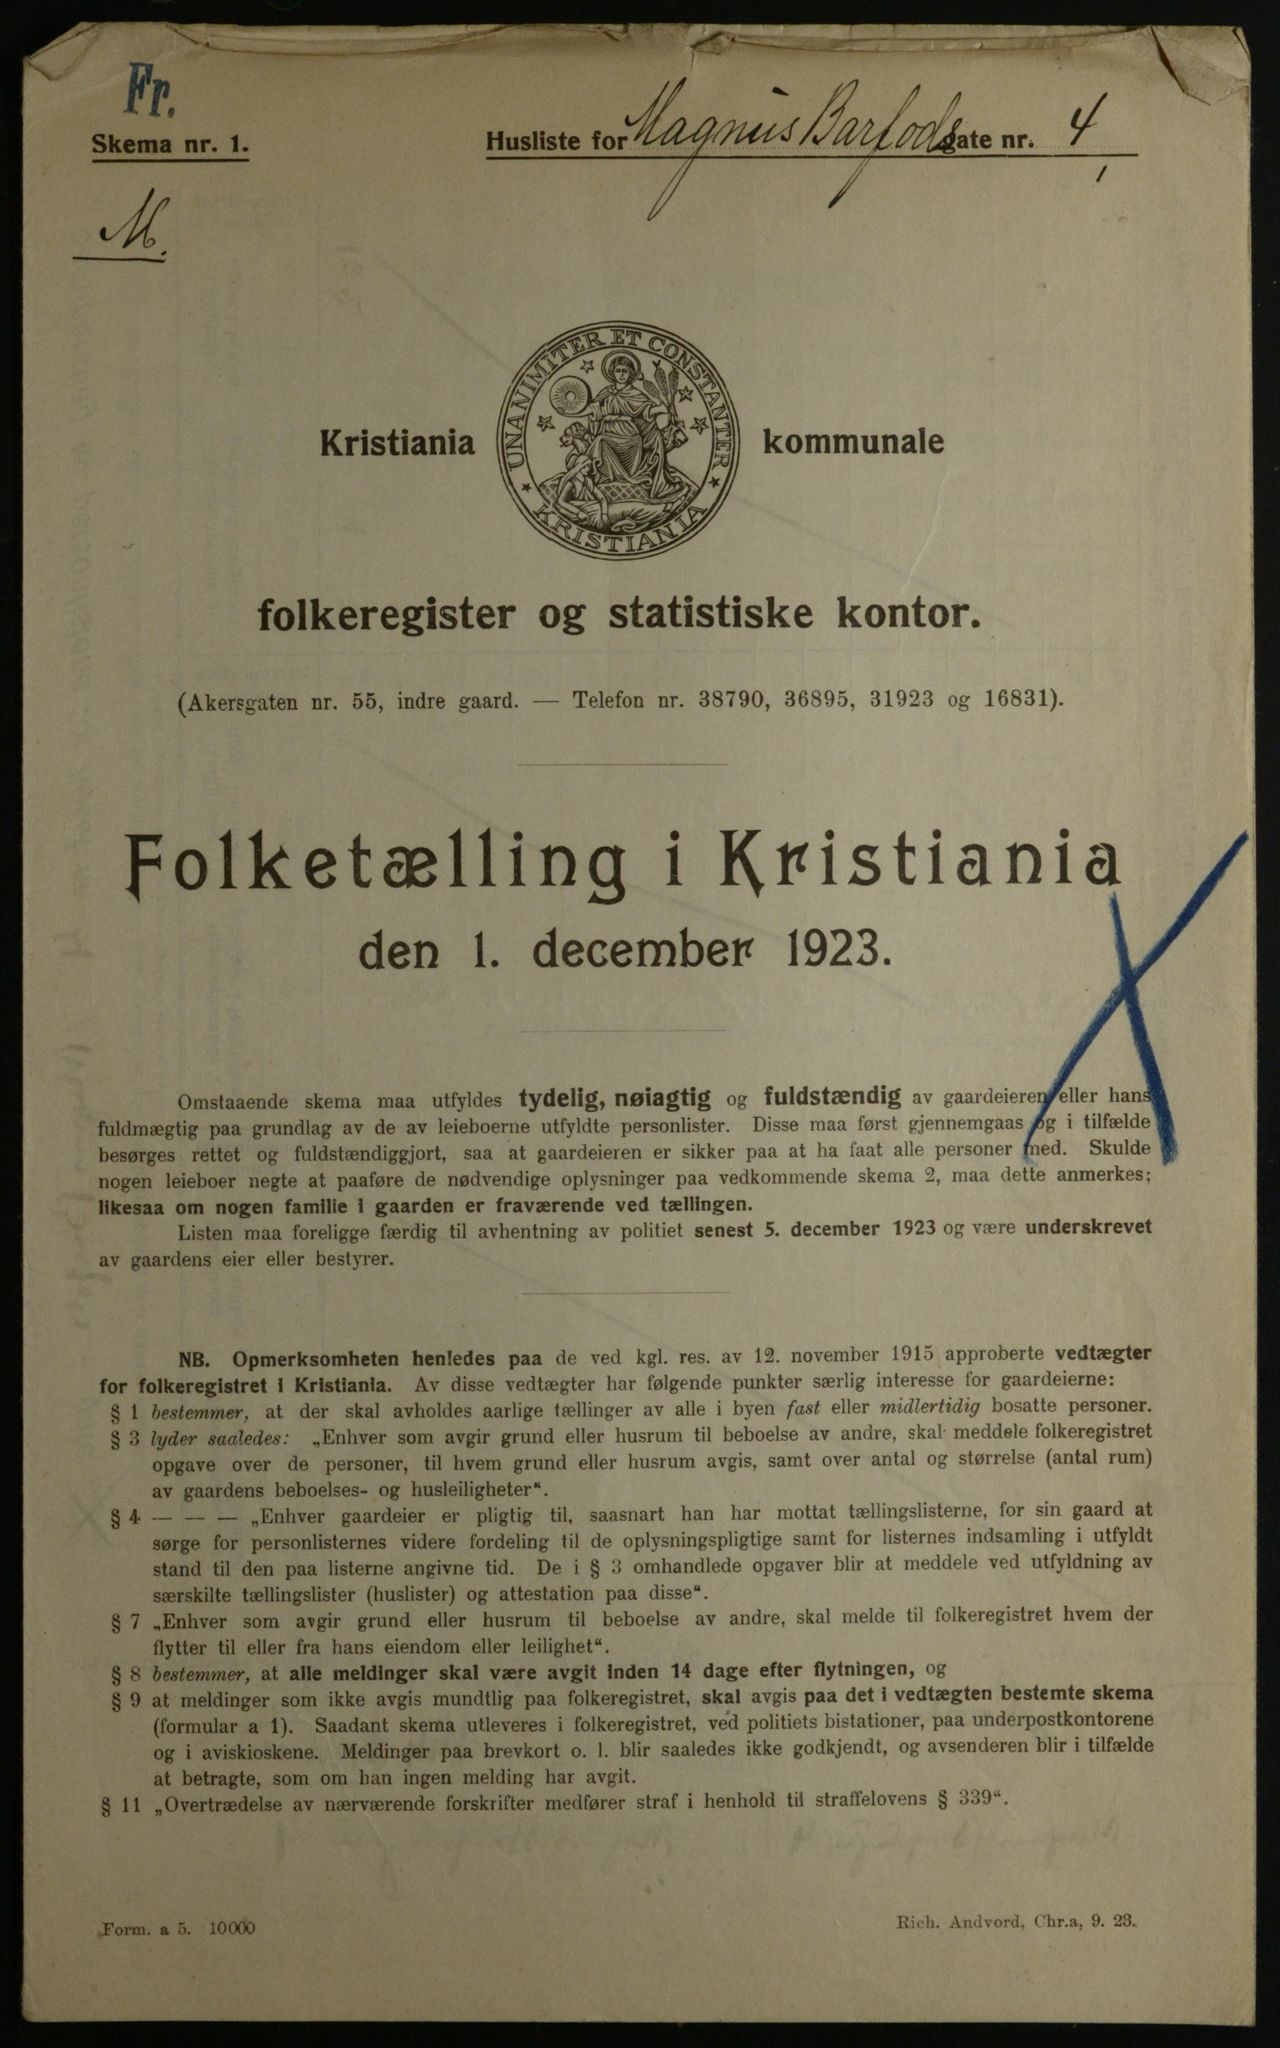 Fr.
Skema nr. 1.
Husliste for Magnus Barfods gate nr. 4
M.
UNANIMITER ET CONSTANTER
KRISTIANIA
Kristiania kommunale
folkeregister og statistiske kontor.
(Akersgaten nr. 55, indre gaard. — Telefon nr. 38790, 36895, 31923 og 16831).
Folketælling i Kristiania
den 1. december 1923.
Omstaaende skema maa utfyldes tydelig, nøiagtig og fuldstændig av gaardeieren eller hans
fuldmægtig paa grundlag av de av leieboerne utfyldte personlister. Disse maa først gjennemgaas og i tilfælde
besørges rettet og fuldstændiggjort, saa at gaardeieren er sikker paa at ha faat alle personer med. Skulde
nogen leieboer negte at paaføre de nødvendige oplysninger paa vedkommende skema 2, maa dette anmerkes;
likesaa om nogen familie i gaarden er fraværende ved tællingen.
Listen maa foreligge færdig til avhentning av politiet senest 5. december 1923 og være underskrevet
av gaardens eier eller bestyrer.
NB. Opmerksomheten henledes paa de ved kgl. res. av 12. november 1915 approberte vedtægter
for folkeregistret i Kristiania. Av disse vedtægter har følgende punkter særlig interesse for gaardeierne:
§ 1 bestemmer, at der skal avholdes aarlige tællinger av alle i byen fast eller midlertidig bosatte personer.
§ 3 lyder saaledes: „Enhver som avgir grund eller husrum til beboelse av andre, skal meddele folkeregistret
opgave over de personer, til hvem grund eller husrum avgis, samt over antal og størrelse (antal rum)
av gaardens beboelses- og husleiligheter“.
§ 4 — — — „Enhver gaardeier er pligtig til, saasnart han har mottat tællingslisterne, for sin gaard at
sørge for personlisternes videre fordeling til de oplysningspligtige samt for listernes indsamling i utfyldt
stand til den paa listerne angivne tid. De i § 3 omhandlede opgaver blir at meddele ved utfyldning av
særskilte tællingslister (huslister) og attestation paa disse“.
§ 7 „Enhver som avgir grund eller husrum til beboelse av andre, skal melde til folkeregistret hvem der
flytter til eller fra hans eiendom eller leilighet“.
§ 8 bestemmer, at alle meldinger skal være avgit inden 14 dage efter flytningen, og
§ 9 at meldinger som ikke avgis mundtlig paa folkeregistret, skal avgis paa det i vedtægten bestemte skema
(formular a 1). Saadant skema utleveres i folkeregistret, ved politiets bistationer, paa underpostkontorene
og i aviskioskene. Meldinger paa brevkort o. l. blir saaledes ikke godkjendt, og avsenderen blir i tilfælde
at betragte, som om han ingen melding har avgit.
§ 11 „Overtrædelse av nærværende forskrifter medfører straf i henhold til straffelovens § 339“.
Form. a 5. 10000
Rich. Andvord, Chr.a, 9. 23.